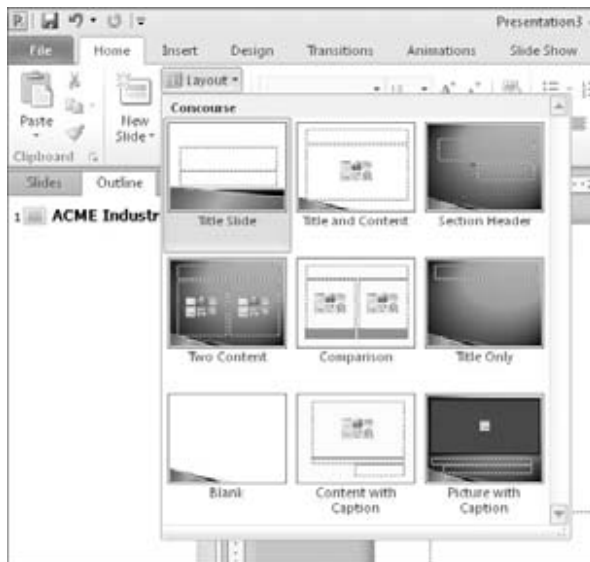 Presentation3 -
File Home Insert Design Transitions Animations Slide Show
Layout
Paste
New
Slide
Clipboard
Concourse
Slides Outline
1 ACME Industr
Title Slide Title and Content Section Header
Two Content Comparison Title Only
Blank Content with
Caption Picture with
Caption